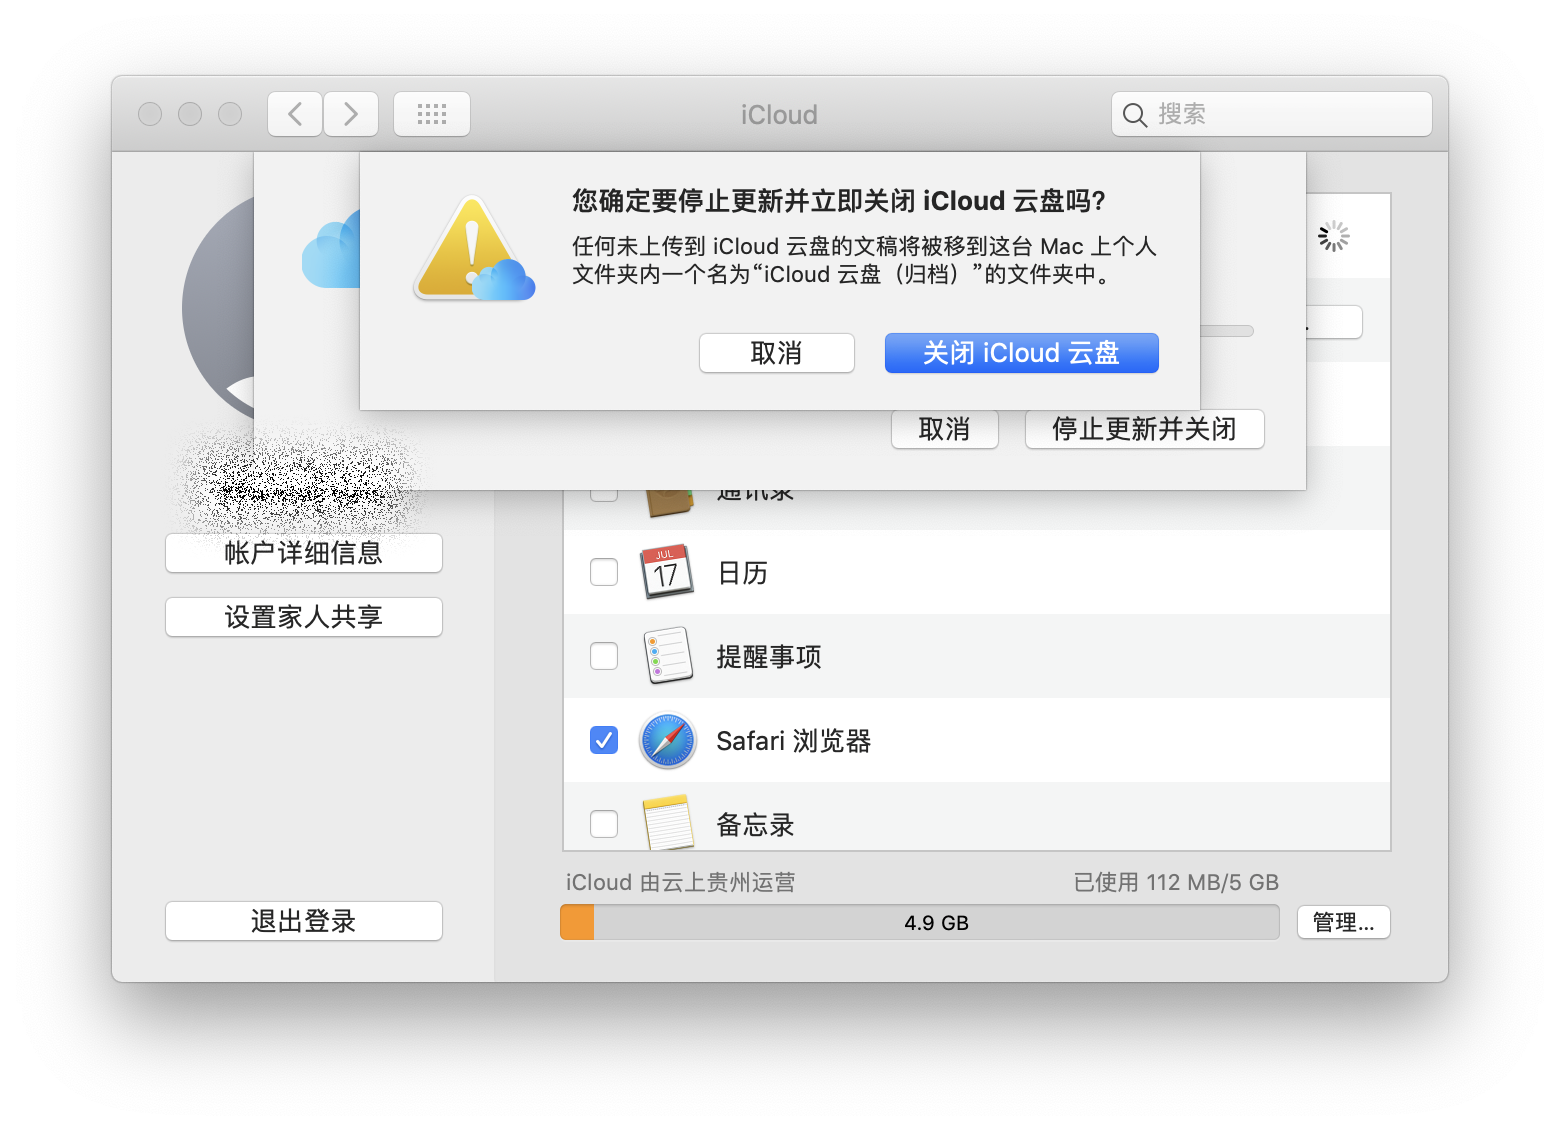 iCloud
搜索
您确定要停止更新并立即关闭 iCloud 云盘吗?
任何未上传到 iCloud 云盘的文稿将被移到这台 Mac 上个人
文件夹内一个名为“iCloud 云盘（归档）”的文件夹中。
取消
关闭 iCloud 云盘
取消
停止更新并关闭
通讯录
帐户详细信息
JUL
17
日历
设置家人共享
提醒事项
Safari 浏览器
备忘录
iCloud 由云上贵州运营
已使用 112 MB/5 GB
退出登录
4.9 GB
管理...